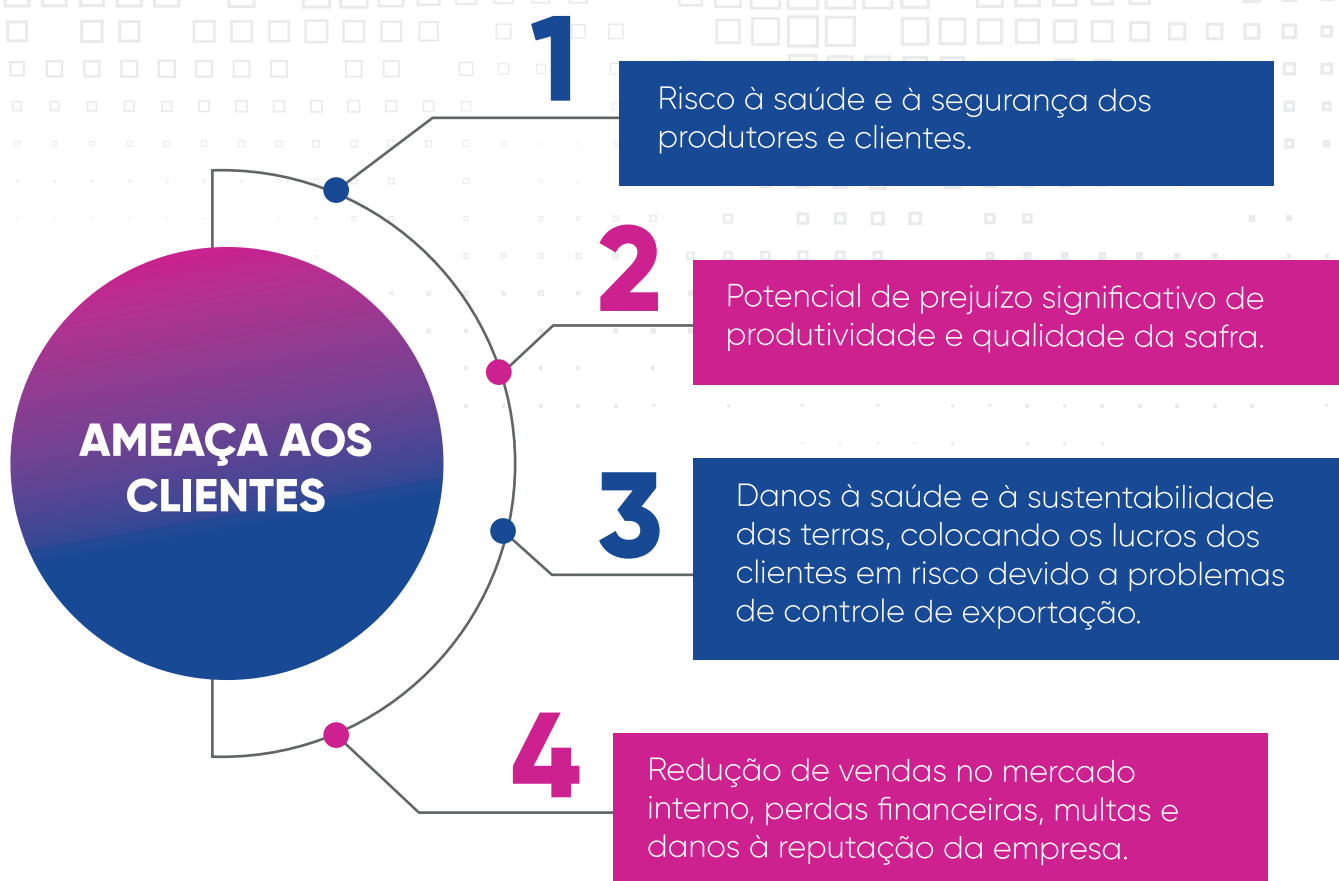 1
Risco à saúde e à segurança dos
produtores e clientes.
2
Potencial de prejuízo significativo de
produtividade e qualidade da safra.
AMEAÇA AOS
CLIENTES
3
Danos à saúde e à sustentabilidade
das terras, colocando os lucros dos
clientes em risco devido a problemas
de controle de exportação.
4
Redução de vendas no mercado
interno, perdas financeiras, multas e
danos à reputação da empresa.